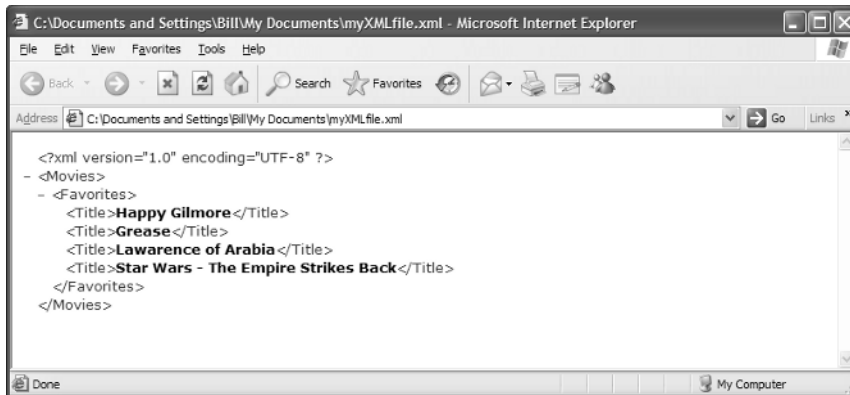 C:\Documents and Settings\Bill\My Documents\myXMLfile.xml - Microsoft Internet Explorer
File Edit View Favorites Tools Help
Back Search Favorites
Address C:\Documents and Settings\Bill\My Documents\myXMLfile.xml Go Links »
<?xml version="1.0" encoding="UTF-8" ?>
- <Movies>
- <Favorites>
<Title>Happy Gilmore</Title>
<Title>Grease</Title>
<Title>Lawarence of Arabia</Title>
<Title>Star Wars - The Empire Strikes Back</Title>
</Favorites>
</Movies>
Done My Computer